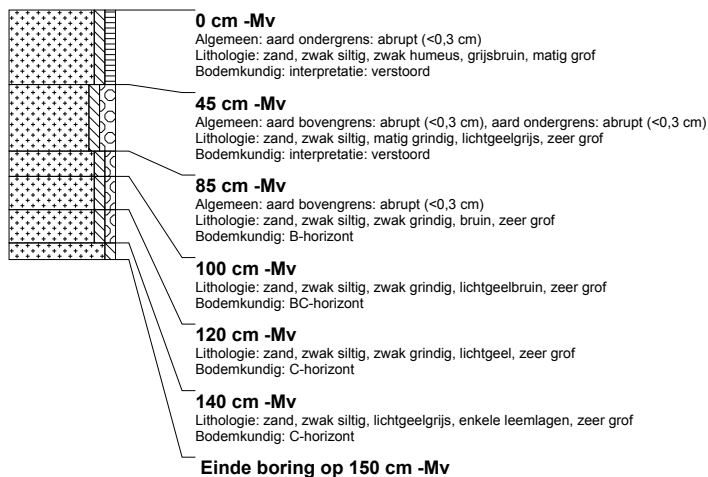 0 cm -Mv
Algemeen: aard ondergrens: abrupt (<0,3 cm)
Lithologie: zand, zwak siltig, zwak humeus, grijsbruin, matig grof
Bodemkundig: interpretatie: verstoord
45 cm -Mv
Algemeen: aard bovengrens: abrupt (<0,3 cm), aard ondergrens: abrupt (<0,3 cm)
Lithologie: zand, zwak siltig, matig grindig, lichtgeelgrijs, zeer grof
Bodemkundig: interpretatie: verstoord
85 cm -Mv
Algemeen: aard bovengrens: abrupt (<0,3 cm)
Lithologie: zand, zwak siltig, zwak grindig, bruin, zeer grof
Bodemkundig: B-horizont
100 cm -Mv
Lithologie: zand, zwak siltig, zwak grindig, lichtgeelbruin, zeer grof
Bodemkundig: BC-horizont
120 cm -Mv
Lithologie: zand, zwak siltig, zwak grindig, lichtgeel, zeer grof
Bodemkundig: C-horizont
140 cm -Mv
Lithologie: zand, zwak siltig, lichtgeelgrijs, enkele leemlagen, zeer grof
Bodemkundig: C-horizont
Einde boring op 150 cm -Mv